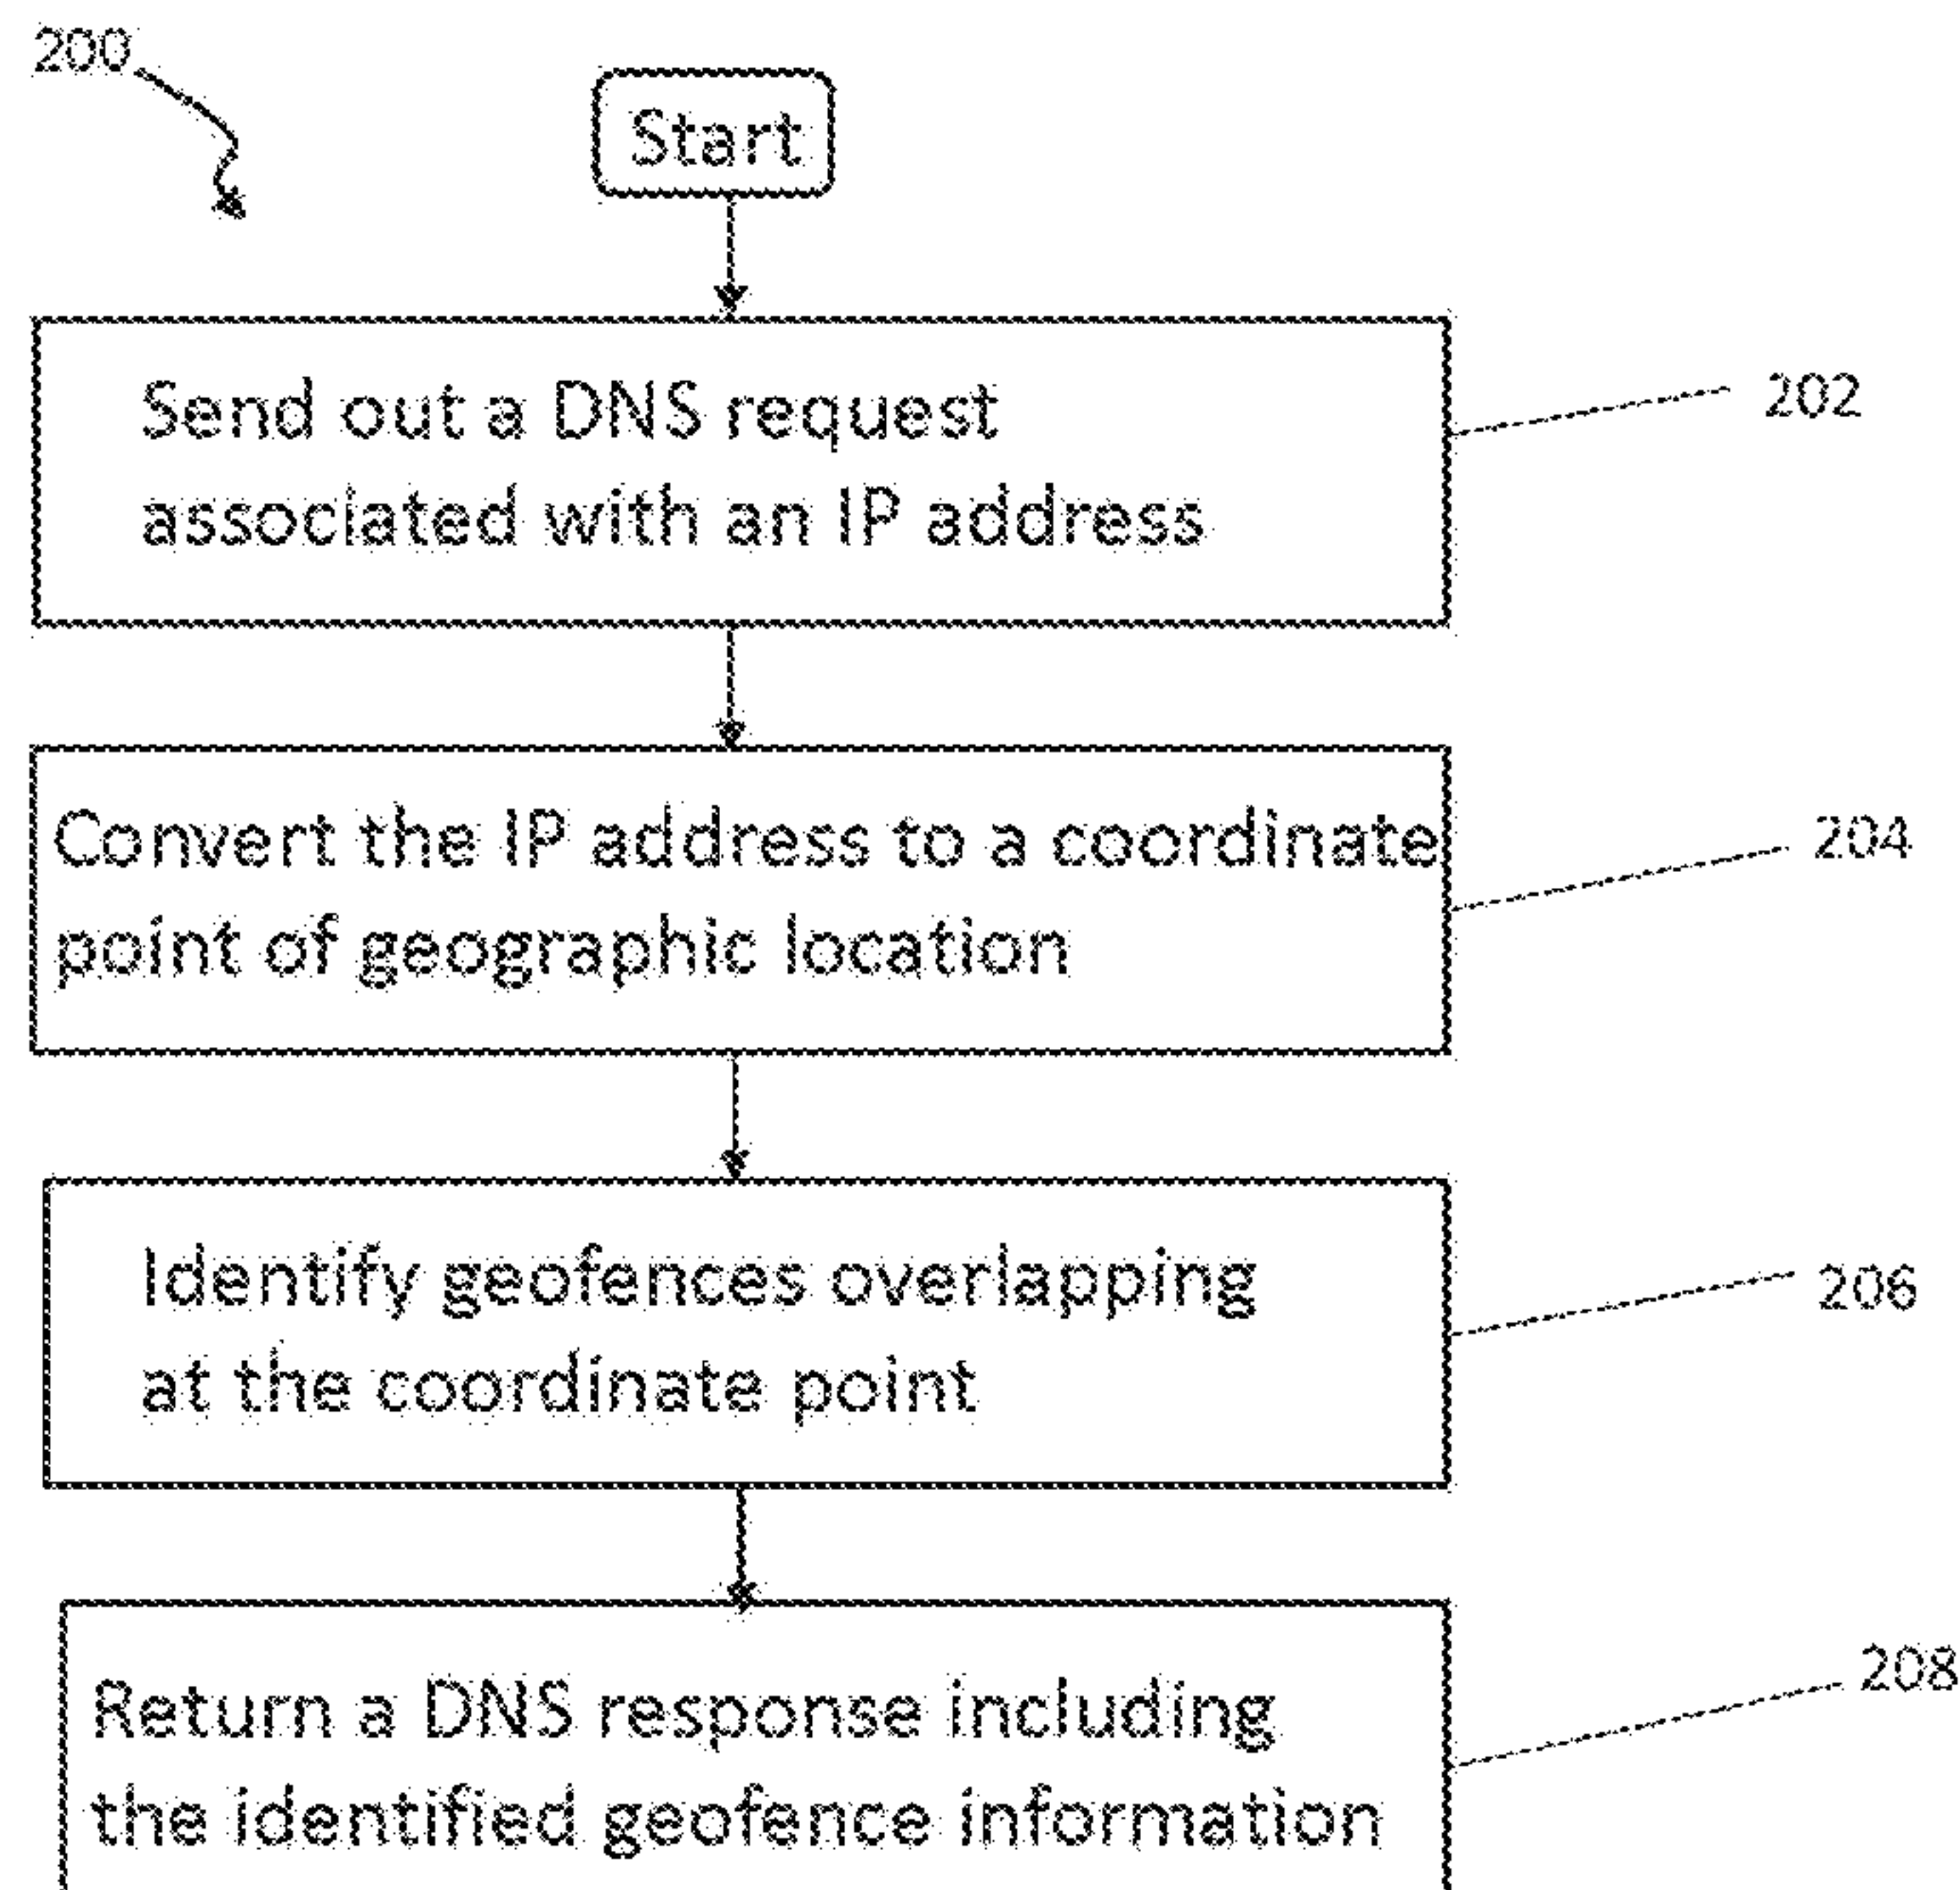 200
Start
Send out a DNS request
associated with an IP address
202
Convert the IP address to a coordinate
point of geographic location
204
Identify geofences overlapping
at the coordinate point
206
Return a DNS response including
the identified geofence information
208